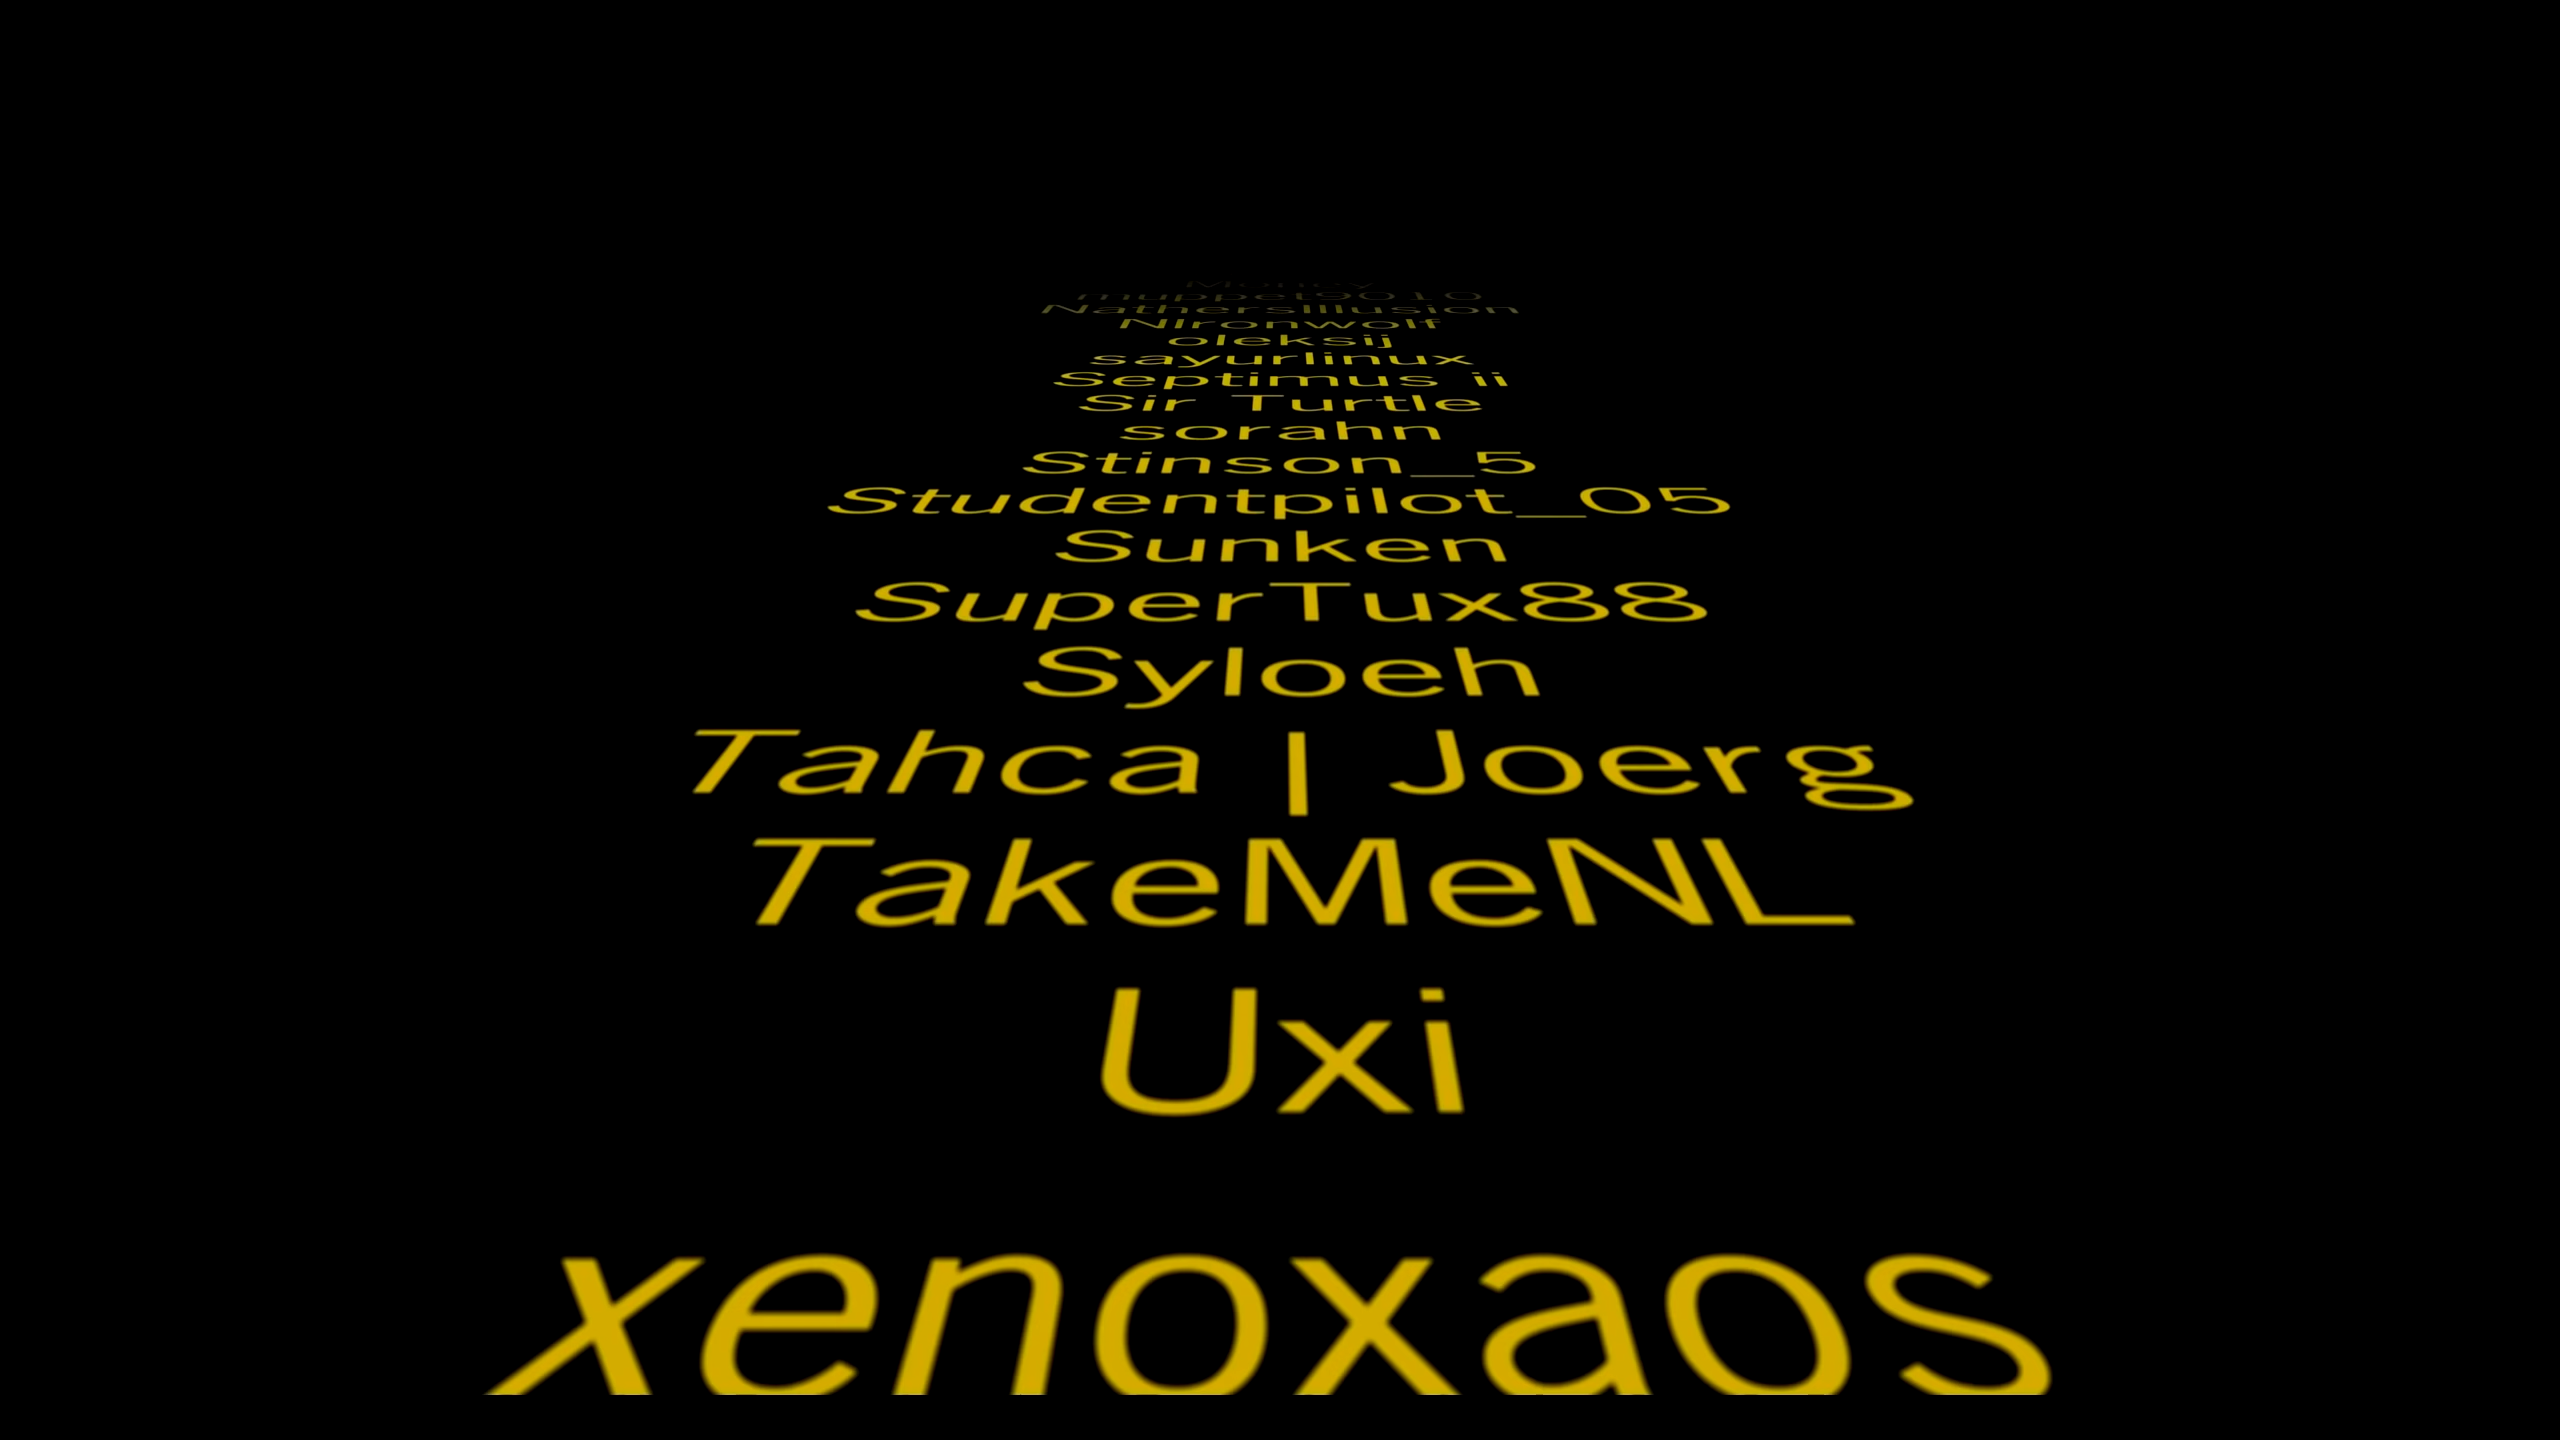 muppet9010
NathersIllusion
NIronwolf
oleksij
sayurlinux
Septimus ii
Sir Turtle
sorahn
Stinson_5
Studentpilot_05
Sunken
SuperTux88
Syloeh
Tahca | Joerg
TakeMeNL
Uxi
xenoxaos